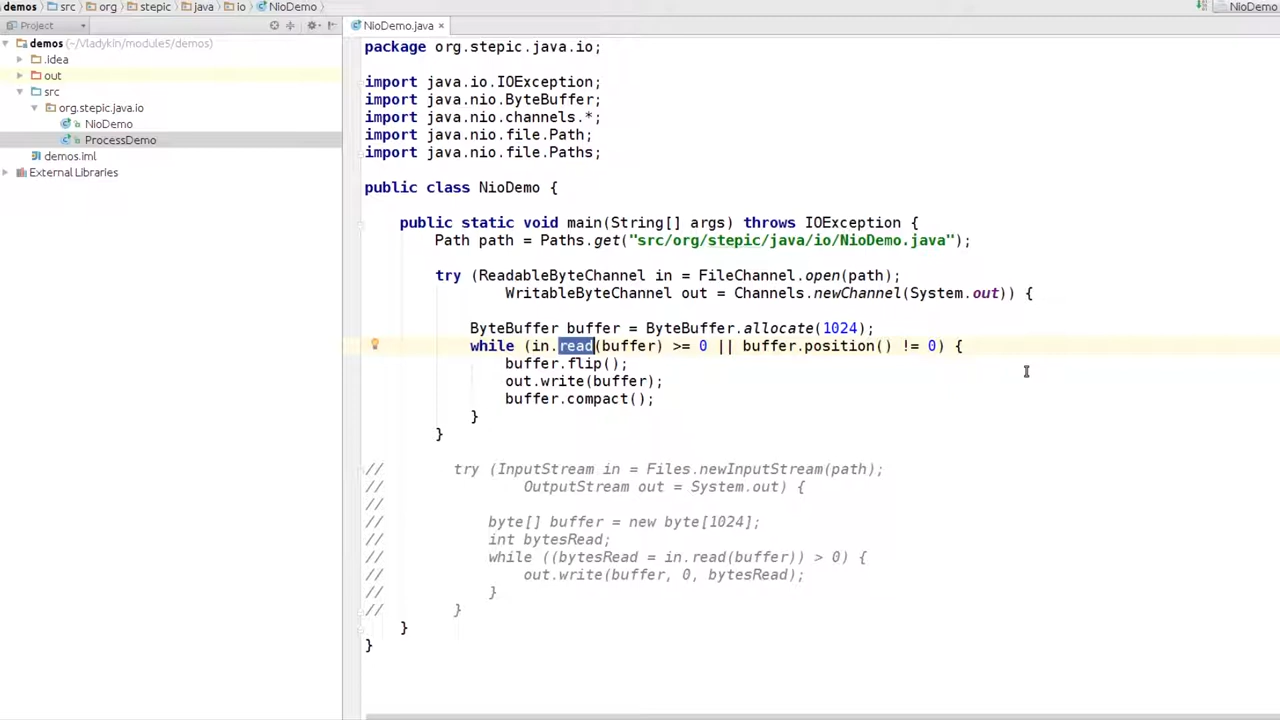 demos src org stepic java io NioDemo NioDemo
Project NioDemo.java ×
demos (~/vladykin/module5/demos)
.idea
out
src
org.stepic.java.io
NioDemo
ProcessDemo
demos.iml
External Libraries
package org.stepic.java.io;
import java.io.IOException;
import java.nio.ByteBuffer;
import java.nio.channels.*;
import java.nio.file.Path;
import java.nio.file.Paths;
public class NioDemo {
public static void main(String[] args) throws IOException {
Path path = Paths.get("src/org/stepic/java/io/NioDemo.java");
try (ReadableByteChannel in = FileChannel.open(path);
WritableByteChannel out = Channels.newChannel(System.out)) {
ByteBuffer buffer = ByteBuffer.allocate(1024);
while (in.read(buffer) >= 0 || buffer.position() != 0) {
buffer.flip();
out.write(buffer);
buffer.compact();
}
}
// try (InputStream in = Files.newInputStream(path);
// OutputStream out = System.out) {
//
// byte[] buffer = new byte[1024];
// int bytesRead;
// while ((bytesRead = in.read(buffer)) > 0) {
// out.write(buffer, 0, bytesRead);
// }
// }
}
}